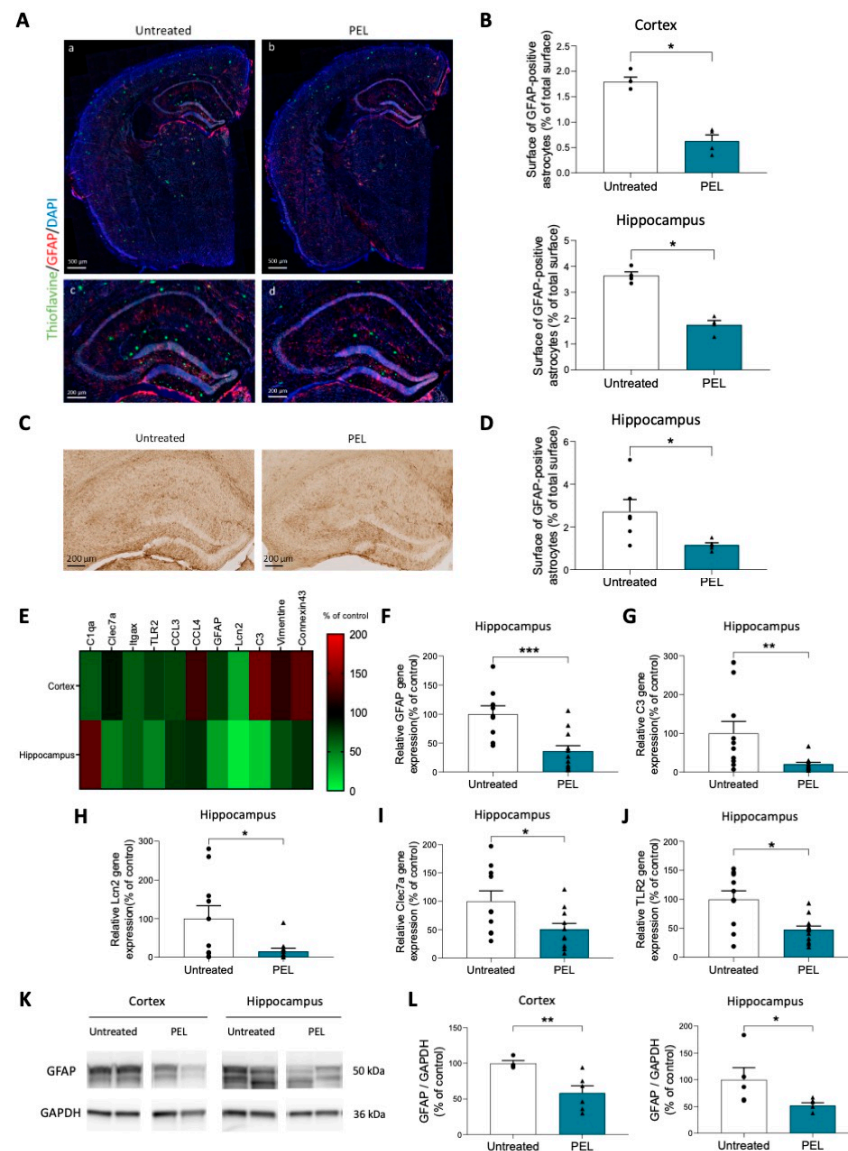 A
Untreated
PEL
Thioflavine/GFAP/DAPI
a
b
500 µm
500 µm
c
d
200 µm
200 µm
B
Cortex
Surface of GFAP-positive
astrocytes (% of total surface)
2.5
2.0
1.5
1.0
0.5
0.0
*
Untreated
PEL
Hippocampus
Surface of GFAP-positive
astrocytes (% of total surface)
5
4
3
2
1
0
*
Untreated
PEL
C
Untreated
PEL
200 µm
200 µm
D
Hippocampus
Surface of GFAP-positive
astrocytes (% of total surface)
6
4
2
0
*
Untreated
PEL
E
C1qa
Clec7a
Itgax
TLR2
CCL3
CCL4
GFAP
Lcn2
C3
Vimentine
Connexin43
Cortex
Hippocampus
% of control
200
150
100
50
0
F
Hippocampus
Relative GFAP gene
expression (% of control)
200
150
100
50
0
***
Untreated
PEL
G
Hippocampus
Relative C3 gene
expression(% of control)
300
200
100
0
**
Untreated
PEL
H
Hippocampus
Relative Lcn2 gene
expression(% of control)
300
200
100
0
*
Untreated
PEL
I
Hippocampus
Relative Clec7a gene
expression(% of control)
200
150
100
50
0
*
Untreated
PEL
J
Hippocampus
Relative TLR2 gene
expression(% of control)
200
150
100
50
0
*
Untreated
PEL
K
Cortex
Hippocampus
Untreated
PEL
Untreated
PEL
GFAP
50 kDa
GAPDH
36 kDa
L
Cortex
GFAP / GAPDH
(% of control)
150
100
50
0
**
Untreated
PEL
Hippocampus
GFAP / GAPDH
(% of control)
200
150
100
50
0
*
Untreated
PEL